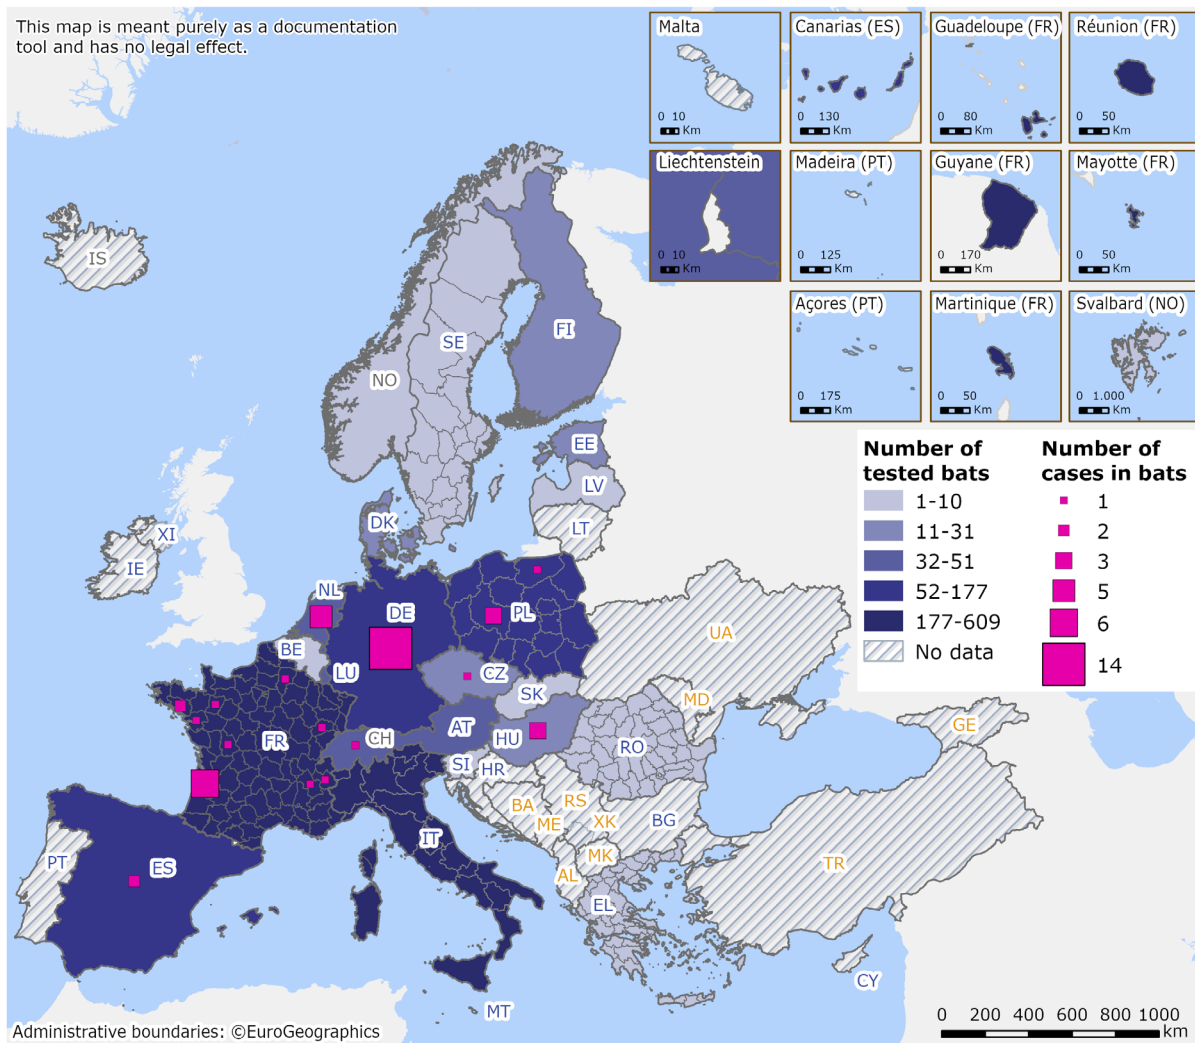 This map is meant purely as a documentation
tool and has no legal effect.
Malta
0 10
Km
Canarias (ES)
0 130
Km
Guadeloupe (FR)
0 80
Km
Réunion (FR)
0 50
Km
Liechtenstein
0 10
Km
Madeira (PT)
0 125
Km
Guyane (FR)
0 170
Km
Mayotte (FR)
0 50
Km
Açores (PT)
0 175
Km
Martinique (FR)
0 50
Km
Svalbard (NO)
0 1.000
Km
IS
SE
FI
NO
EE
LV
LT
DK
XI
IE
NL
DE
PL
BE
LU
CZ
UA
SK
MD
AT
FR
CH
HU
RO
GE
SI
HR
BA
RS
ME
XK
BG
IT
MK
AL
TR
PT
ES
EL
CY
MT
Number of
tested bats
1-10
11-31
32-51
52-177
177-609
No data
Number of
cases in bats
1
2
3
5
6
14
Administrative boundaries: ©EuroGeographics
0 200 400 600 800 1000
km